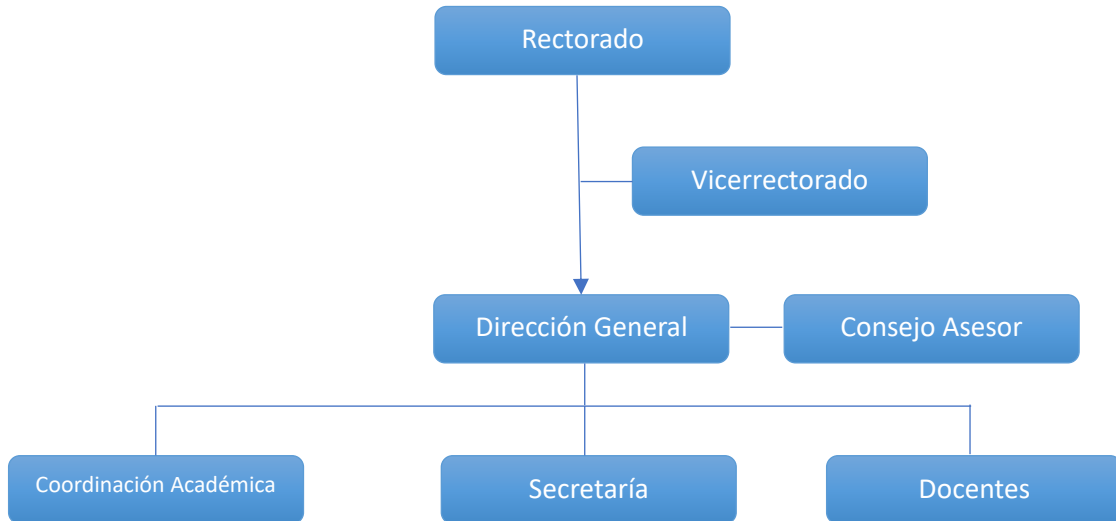 Rectorado
Vicerrectorado
Dirección General
Consejo Asesor
Coordinación Académica
Secretaría
Docentes